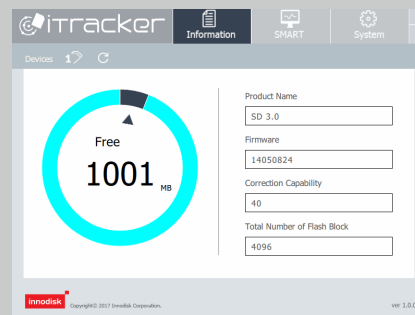 iTracker
Information
SMART
System
Devices 1
Free
1001 MB
Product Name
SD 3.0
Firmware
14050824
Correction Capability
40
Total Number of Flash Block
4096
innodisk
Copyright© 2017 Innodisk Corporation.
ver 1.0.0